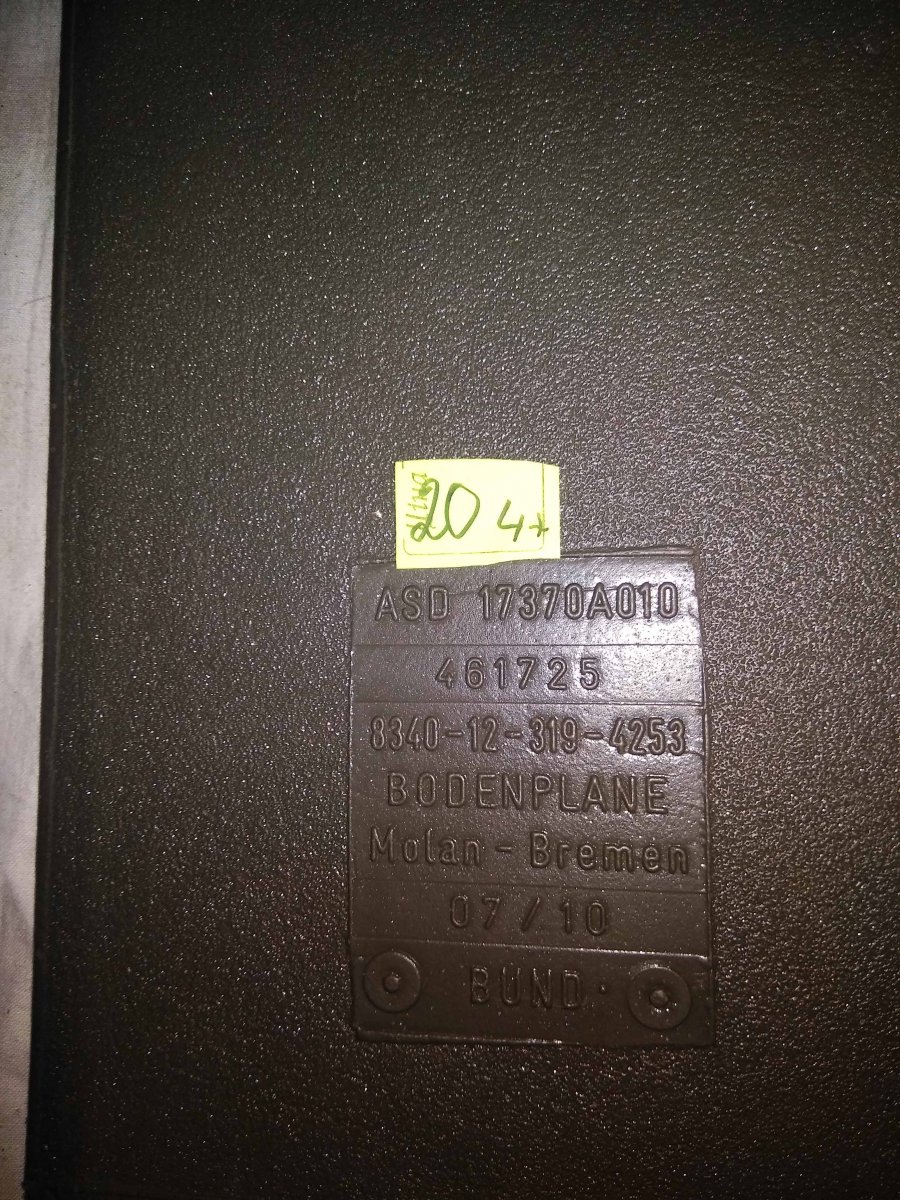 20 4+
ASD 17370A010
461725
8340-12-319-4253
BODENPLANE
Molan - Bremen
07/10
BUND